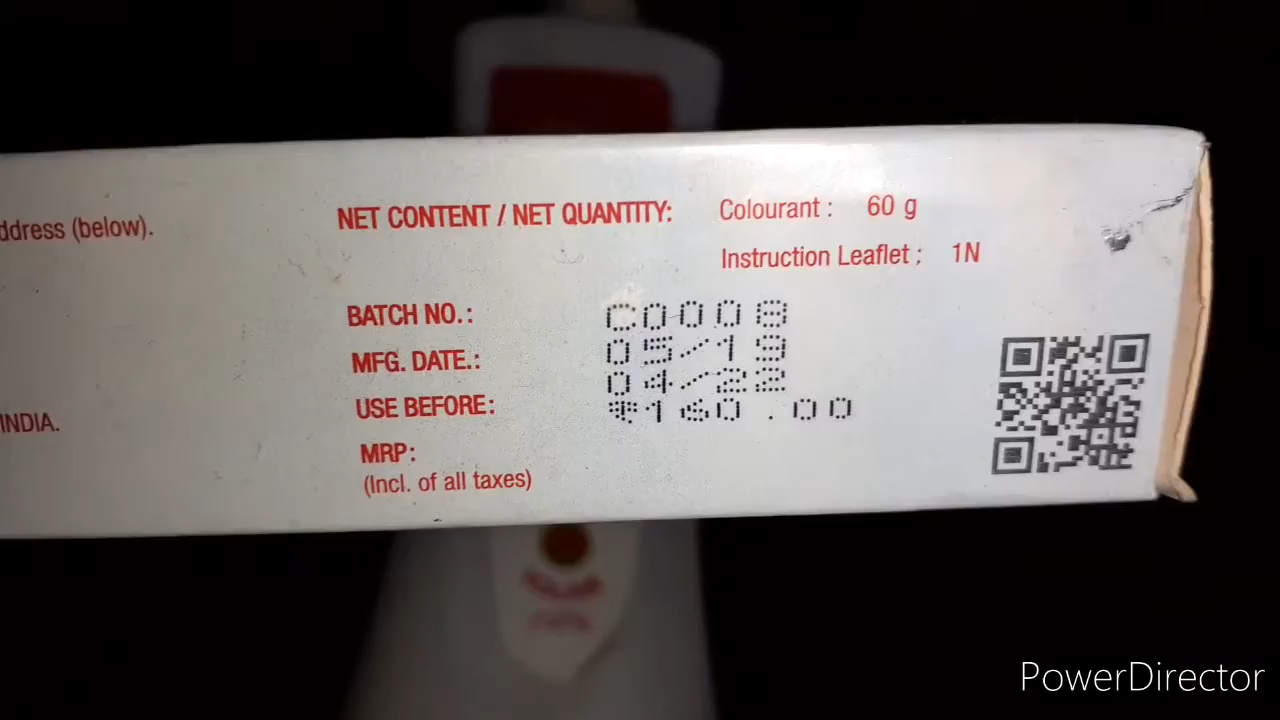 ddress (below).
INDIA.
NET CONTENT / NET QUANTITY: Colourant : 60 g
Instruction Leaflet : 1N
BATCH NO.: C0008
MFG. DATE.: 05/19
USE BEFORE: 04/22
MRP: ₹160.00
(Incl. of all taxes)
PowerDirector